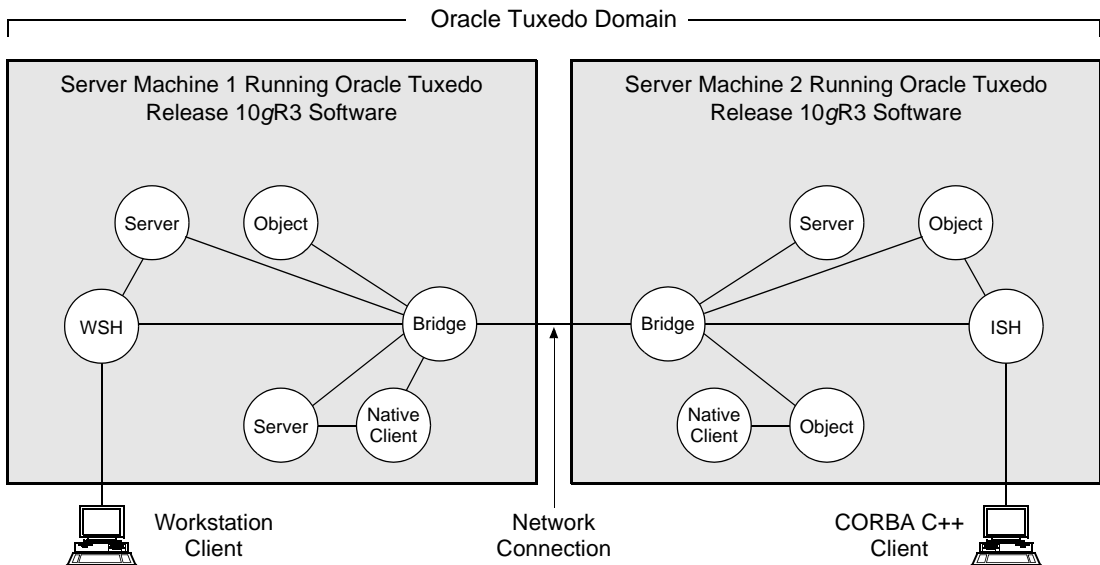 Oracle Tuxedo Domain
Server Machine 1 Running Oracle Tuxedo
Release 10gR3 Software
Server
Object
WSH
Bridge
Server
Native
Client
Server Machine 2 Running Oracle Tuxedo
Release 10gR3 Software
Server
Object
Bridge
ISH
Native
Client
Object
Workstation
Client
Network
Connection
CORBA C++
Client